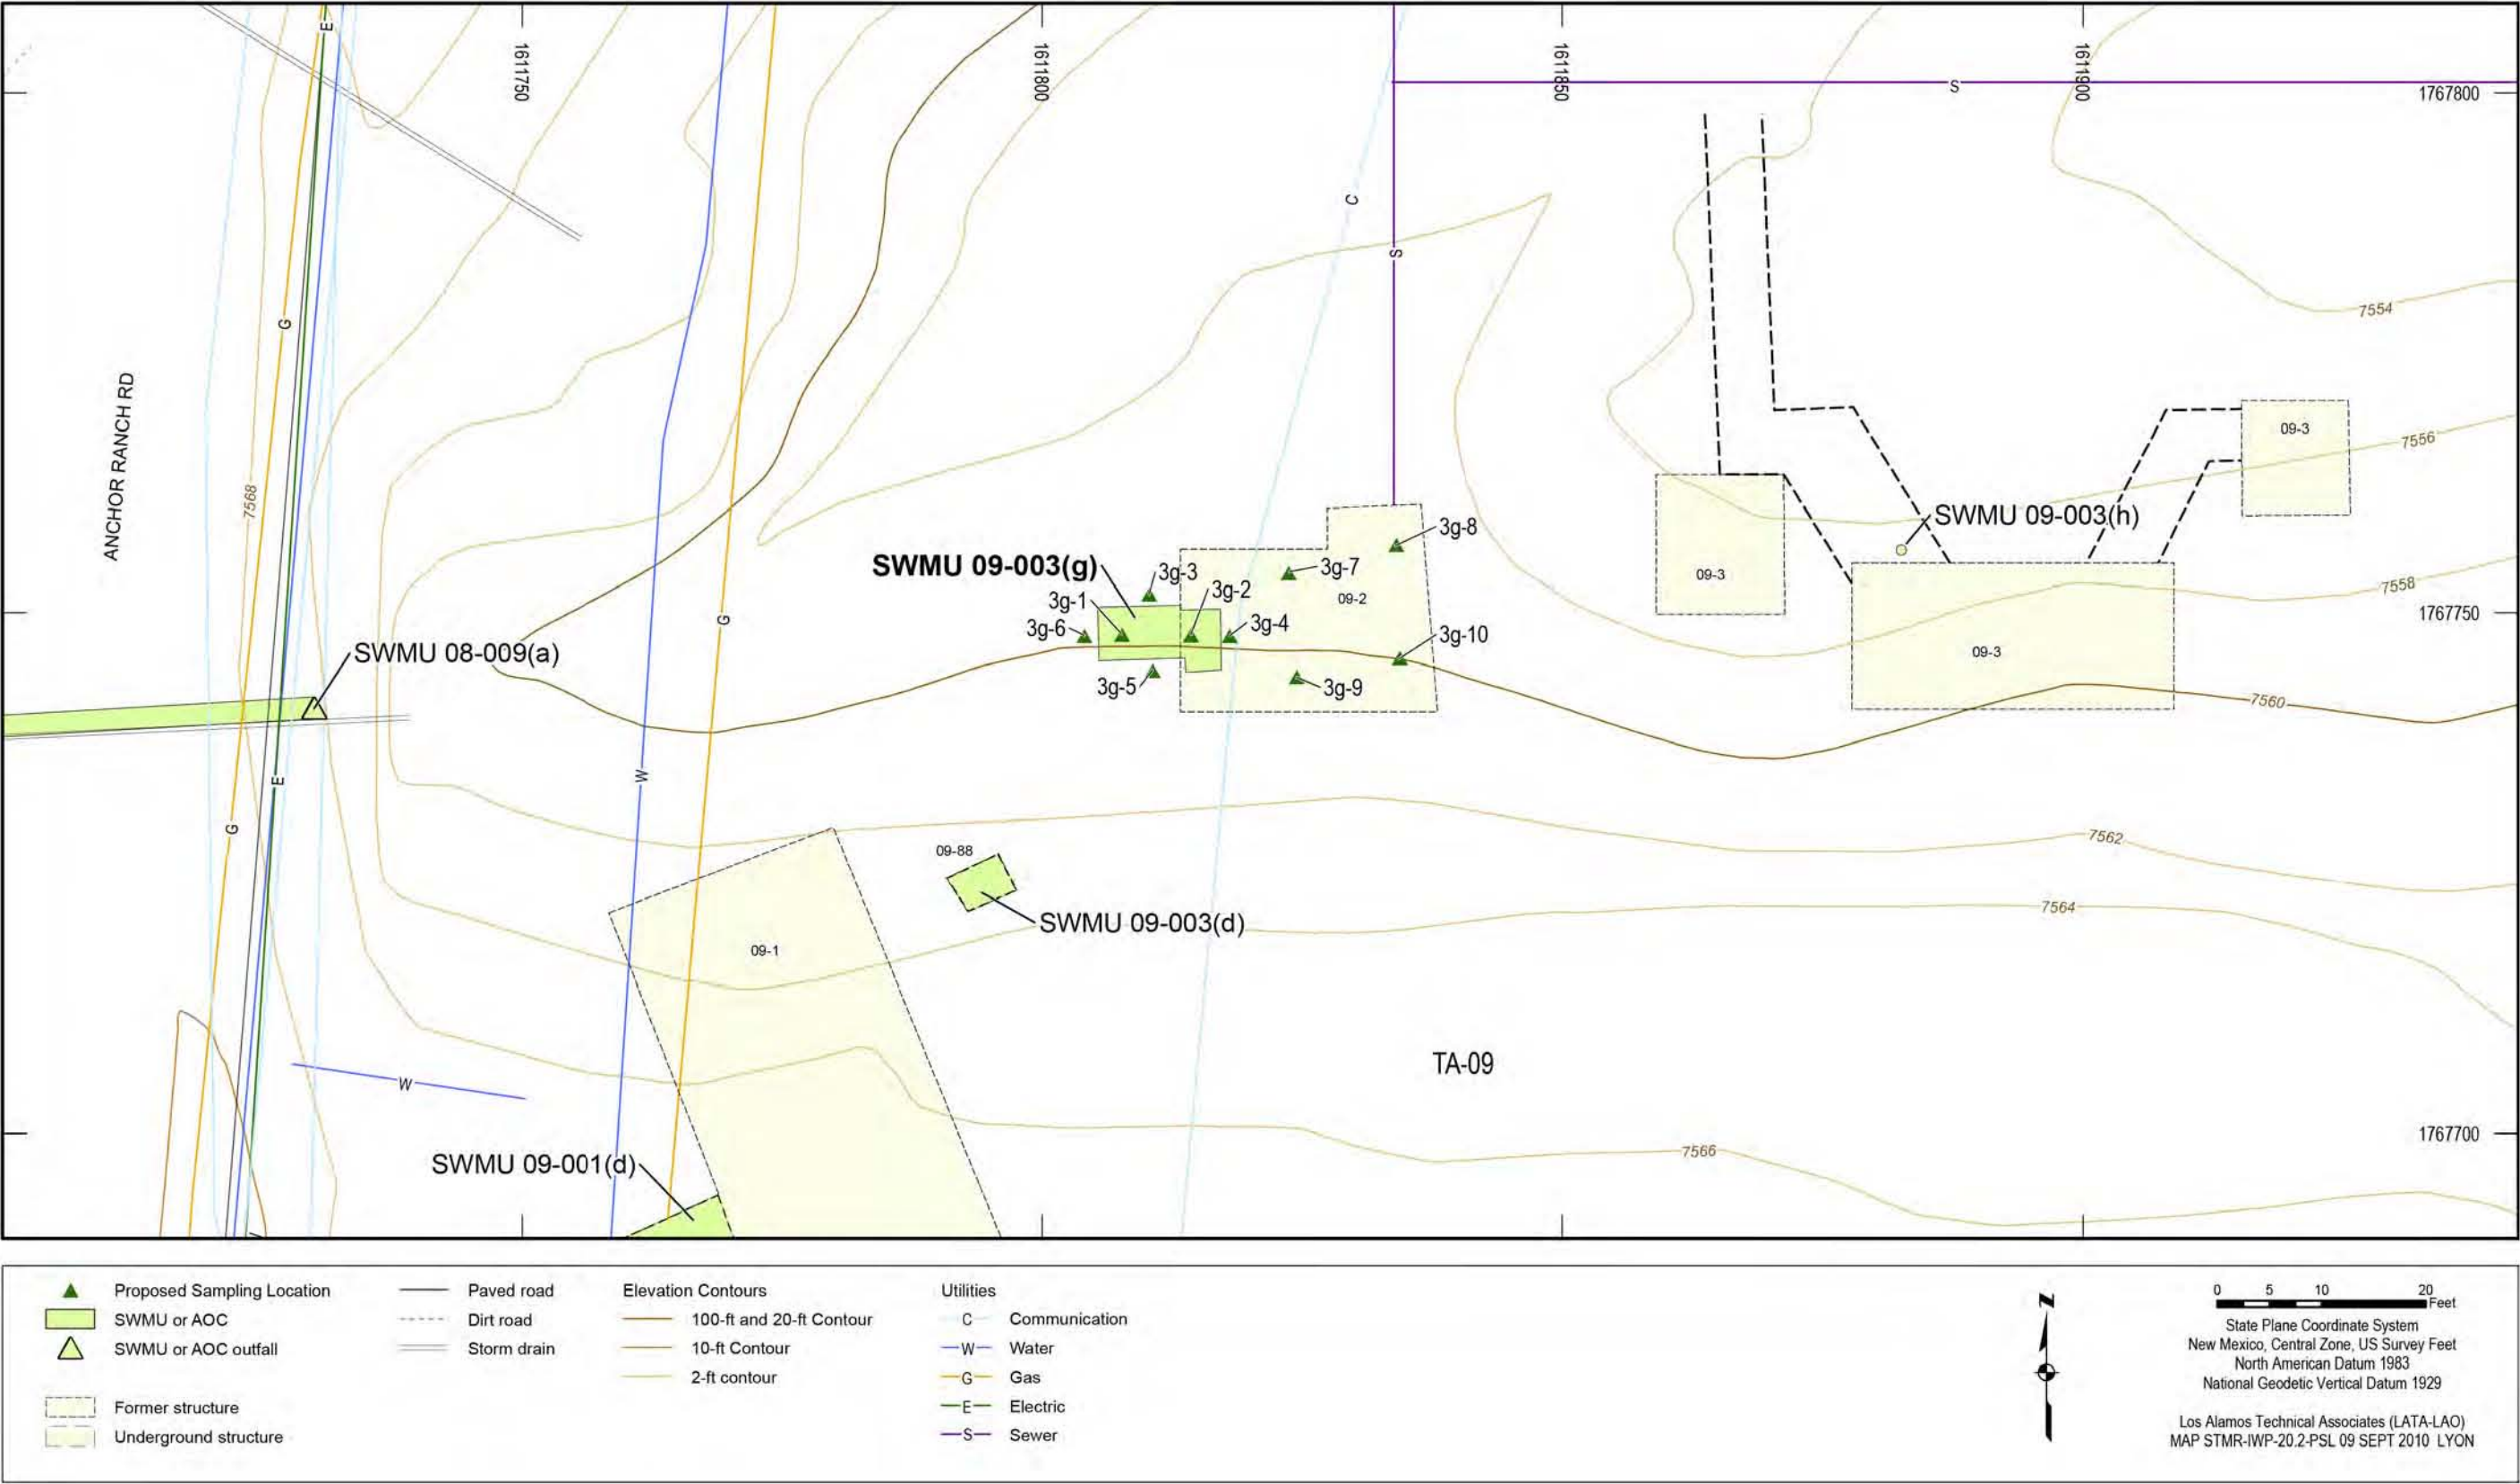 E
1611750
1611800
1611850
1611900
S
1767800
C
S
G
7554
ANCHOR RANCH RD
7568
09-3
7556
SWMU 09-003(h)
3g-8
SWMU 09-003(g)
3g-3
3g-7
09-3
3g-2
09-2
7558
3g-1
1767750
G
3g-6
3g-4
3g-10
SWMU 08-009(a)
09-3
3g-5
3g-9
7560
W
E
G
7562
09-88
7564
SWMU 09-003(d)
09-1
TA-09
W
1767700
7566
SWMU 09-001(d)
Proposed Sampling Location
SWMU or AOC
SWMU or AOC outfall
Former structure
Underground structure
Paved road
Dirt road
Storm drain
Elevation Contours
100-ft and 20-ft Contour
10-ft Contour
2-ft contour
Utilities
C Communication
W Water
G Gas
E Electric
S Sewer
N
0 5 10 20
Feet
State Plane Coordinate System
New Mexico, Central Zone, US Survey Feet
North American Datum 1983
National Geodetic Vertical Datum 1929
Los Alamos Technical Associates (LATA-LAO)
MAP STMR-IWP-20.2-PSL 09 SEPT 2010 LYON